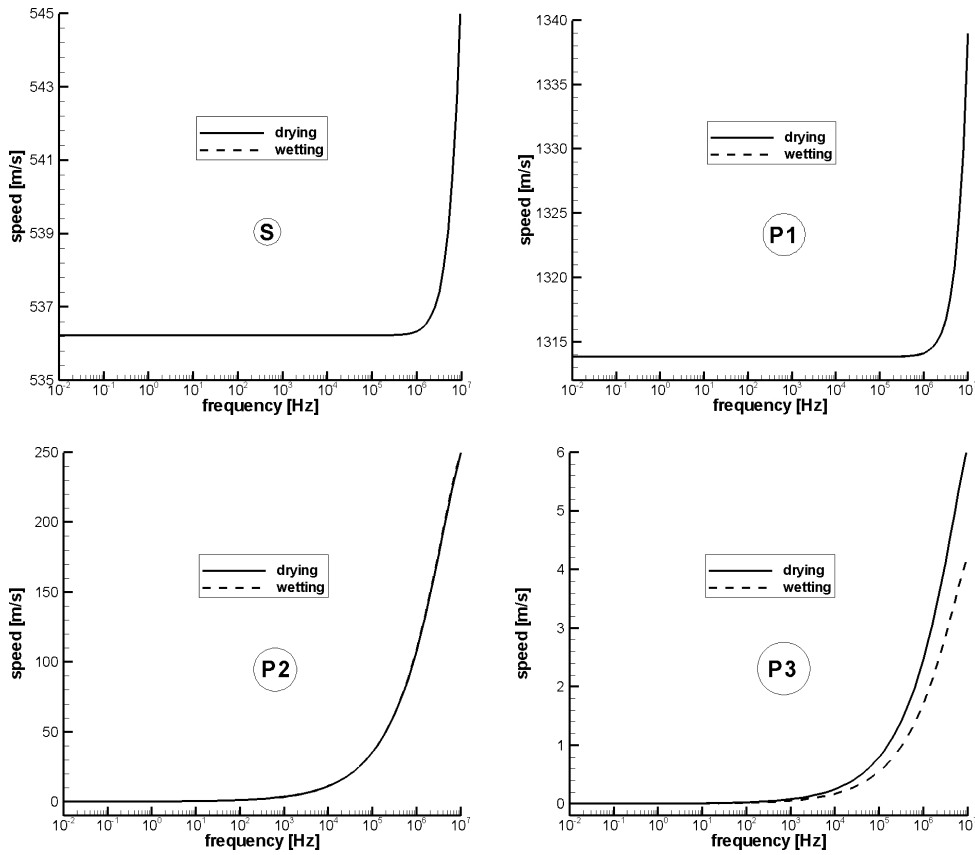 545
543
541
539
537
535
speed [m/s]
drying
wetting
S
10⁻² 10⁻¹ 10⁰ 10¹ 10² 10³ 10⁴ 10⁵ 10⁶ 10⁷
frequency [Hz]
1340
1335
1330
1325
1320
1315
speed [m/s]
drying
wetting
P1
10⁻² 10⁻¹ 10⁰ 10¹ 10² 10³ 10⁴ 10⁵ 10⁶ 10
frequency [Hz]
250
200
150
100
50
0
speed [m/s]
drying
wetting
P2
10⁻² 10⁻¹ 10⁰ 10¹ 10² 10³ 10⁴ 10⁵ 10⁶ 10⁷
frequency [Hz]
6
5
4
3
2
1
0
speed [m/s]
drying
wetting
P3
10⁻² 10⁻¹ 10⁰ 10¹ 10² 10³ 10⁴ 10⁵ 10⁶ 10
frequency [Hz]